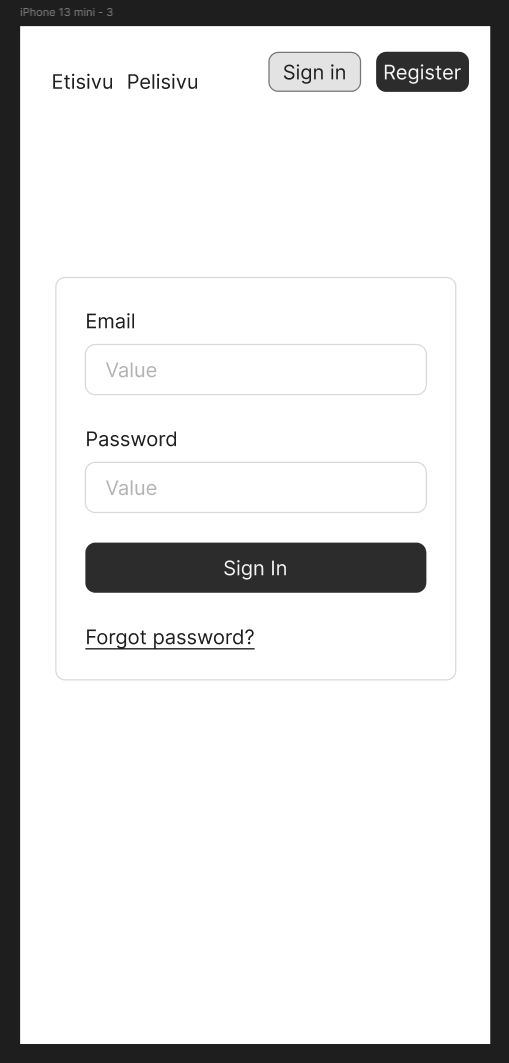 iPhone 13 mini - 3
Etisivu Pelisivu Sign in Register
Email
Value
Password
Value
Sign In
Forgot password?